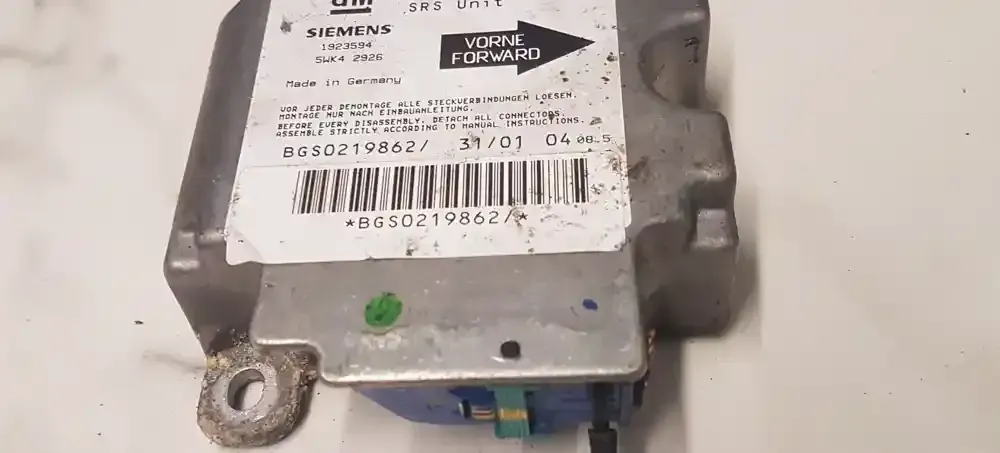 GM
SRS Unit
SIEMENS
1923594
5WK4 2926
VORNE
FORWARD
Made in Germany
VOR JEDER DEMONTAGE ALLE STECKVERBINDUNGEN LOESEN.
MONTAGE NUR NACH EINBAUANLEITUNG.
BEFORE EVERY DISASSEMBLY, DETACH ALL CONNECTORS.
ASSEMBLE STRICTLY ACCORDING TO MANUAL INSTRUCTIONS.
BGS0219862/ 31/01 04 08.5
*BGS0219862/*